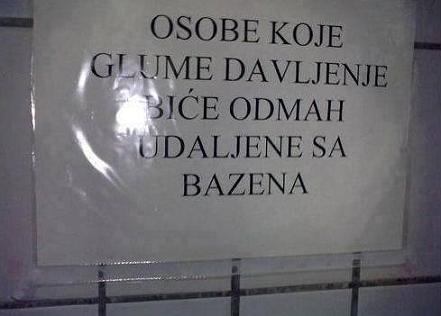 OSOBE KOJE
GLUME DAVLJENJE
BIĆE ODMAH
UDALJENE SA
BAZENA